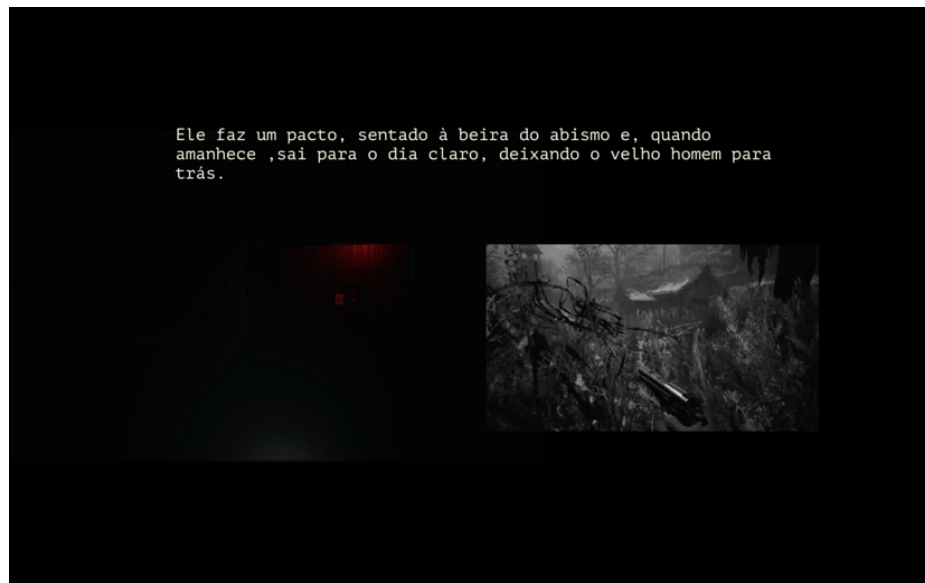 Ele faz um pacto, sentado à beira do abismo e, quando
amanhece ,sai para o dia claro, deixando o velho homem para
trás.